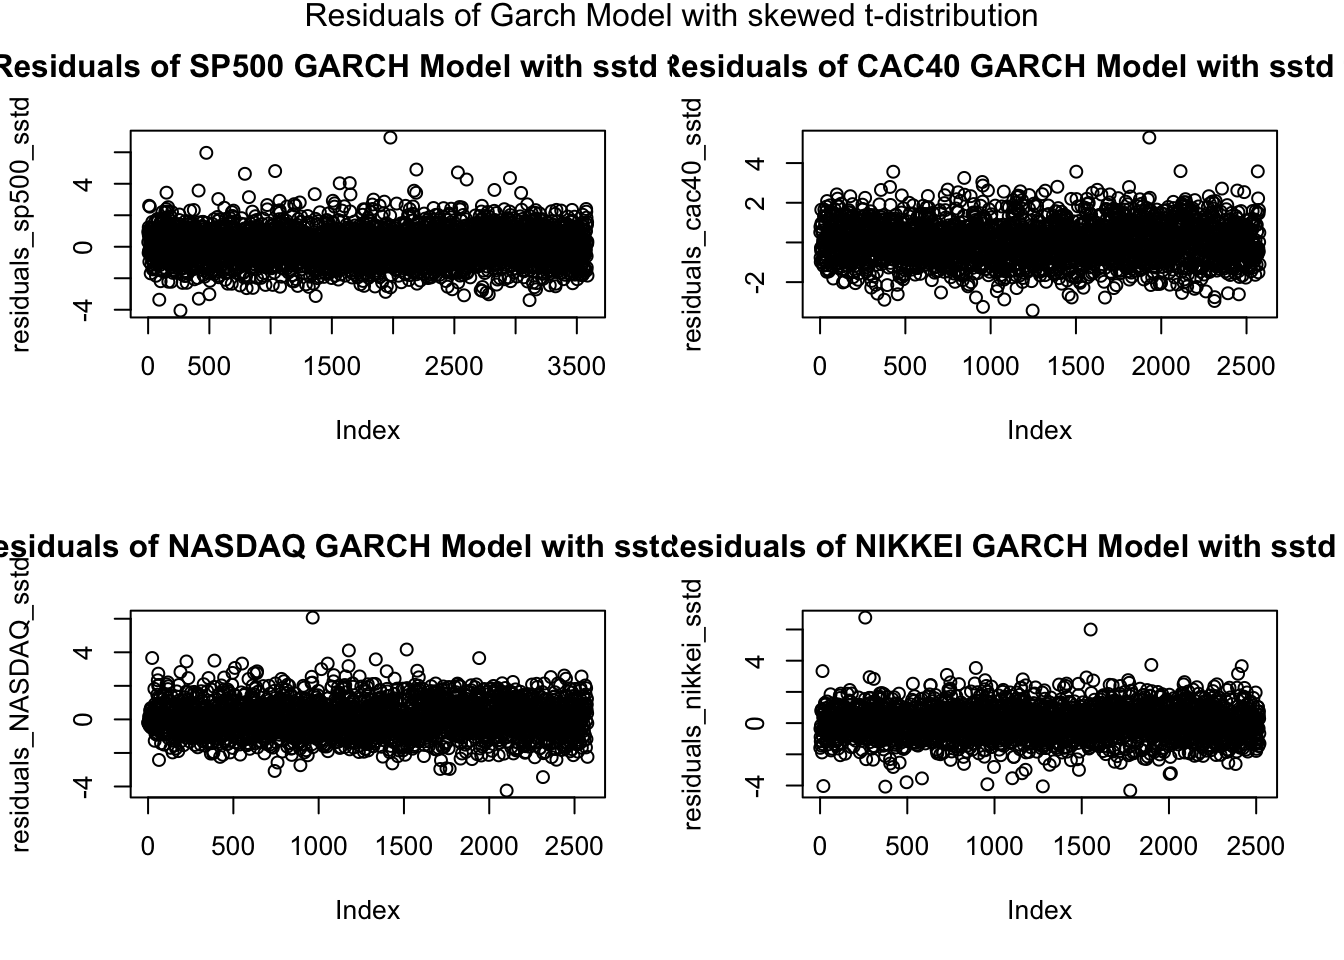 Residuals of Garch Model with skewed t-distribution
Residuals of SP500 GARCH Model with sstd
residuals_sp500_sstd
4
0
-4
0 500 1500 2500 3500
Index
Residuals of CAC40 GARCH Model with sstd
residuals_cac40_sstd
4
2
-2
0 500 1000 1500 2000 2500
Index
esiduals of NASDAQ GARCH Model with sstd
residuals_NASDAQ_sstd
4
0
-4
0 500 1000 1500 2000 2500
Index
esiduals of NIKKEI GARCH Model with sstd
residuals_nikkei_sstd
4
0
-4
0 500 1000 1500 2000 2500
Index